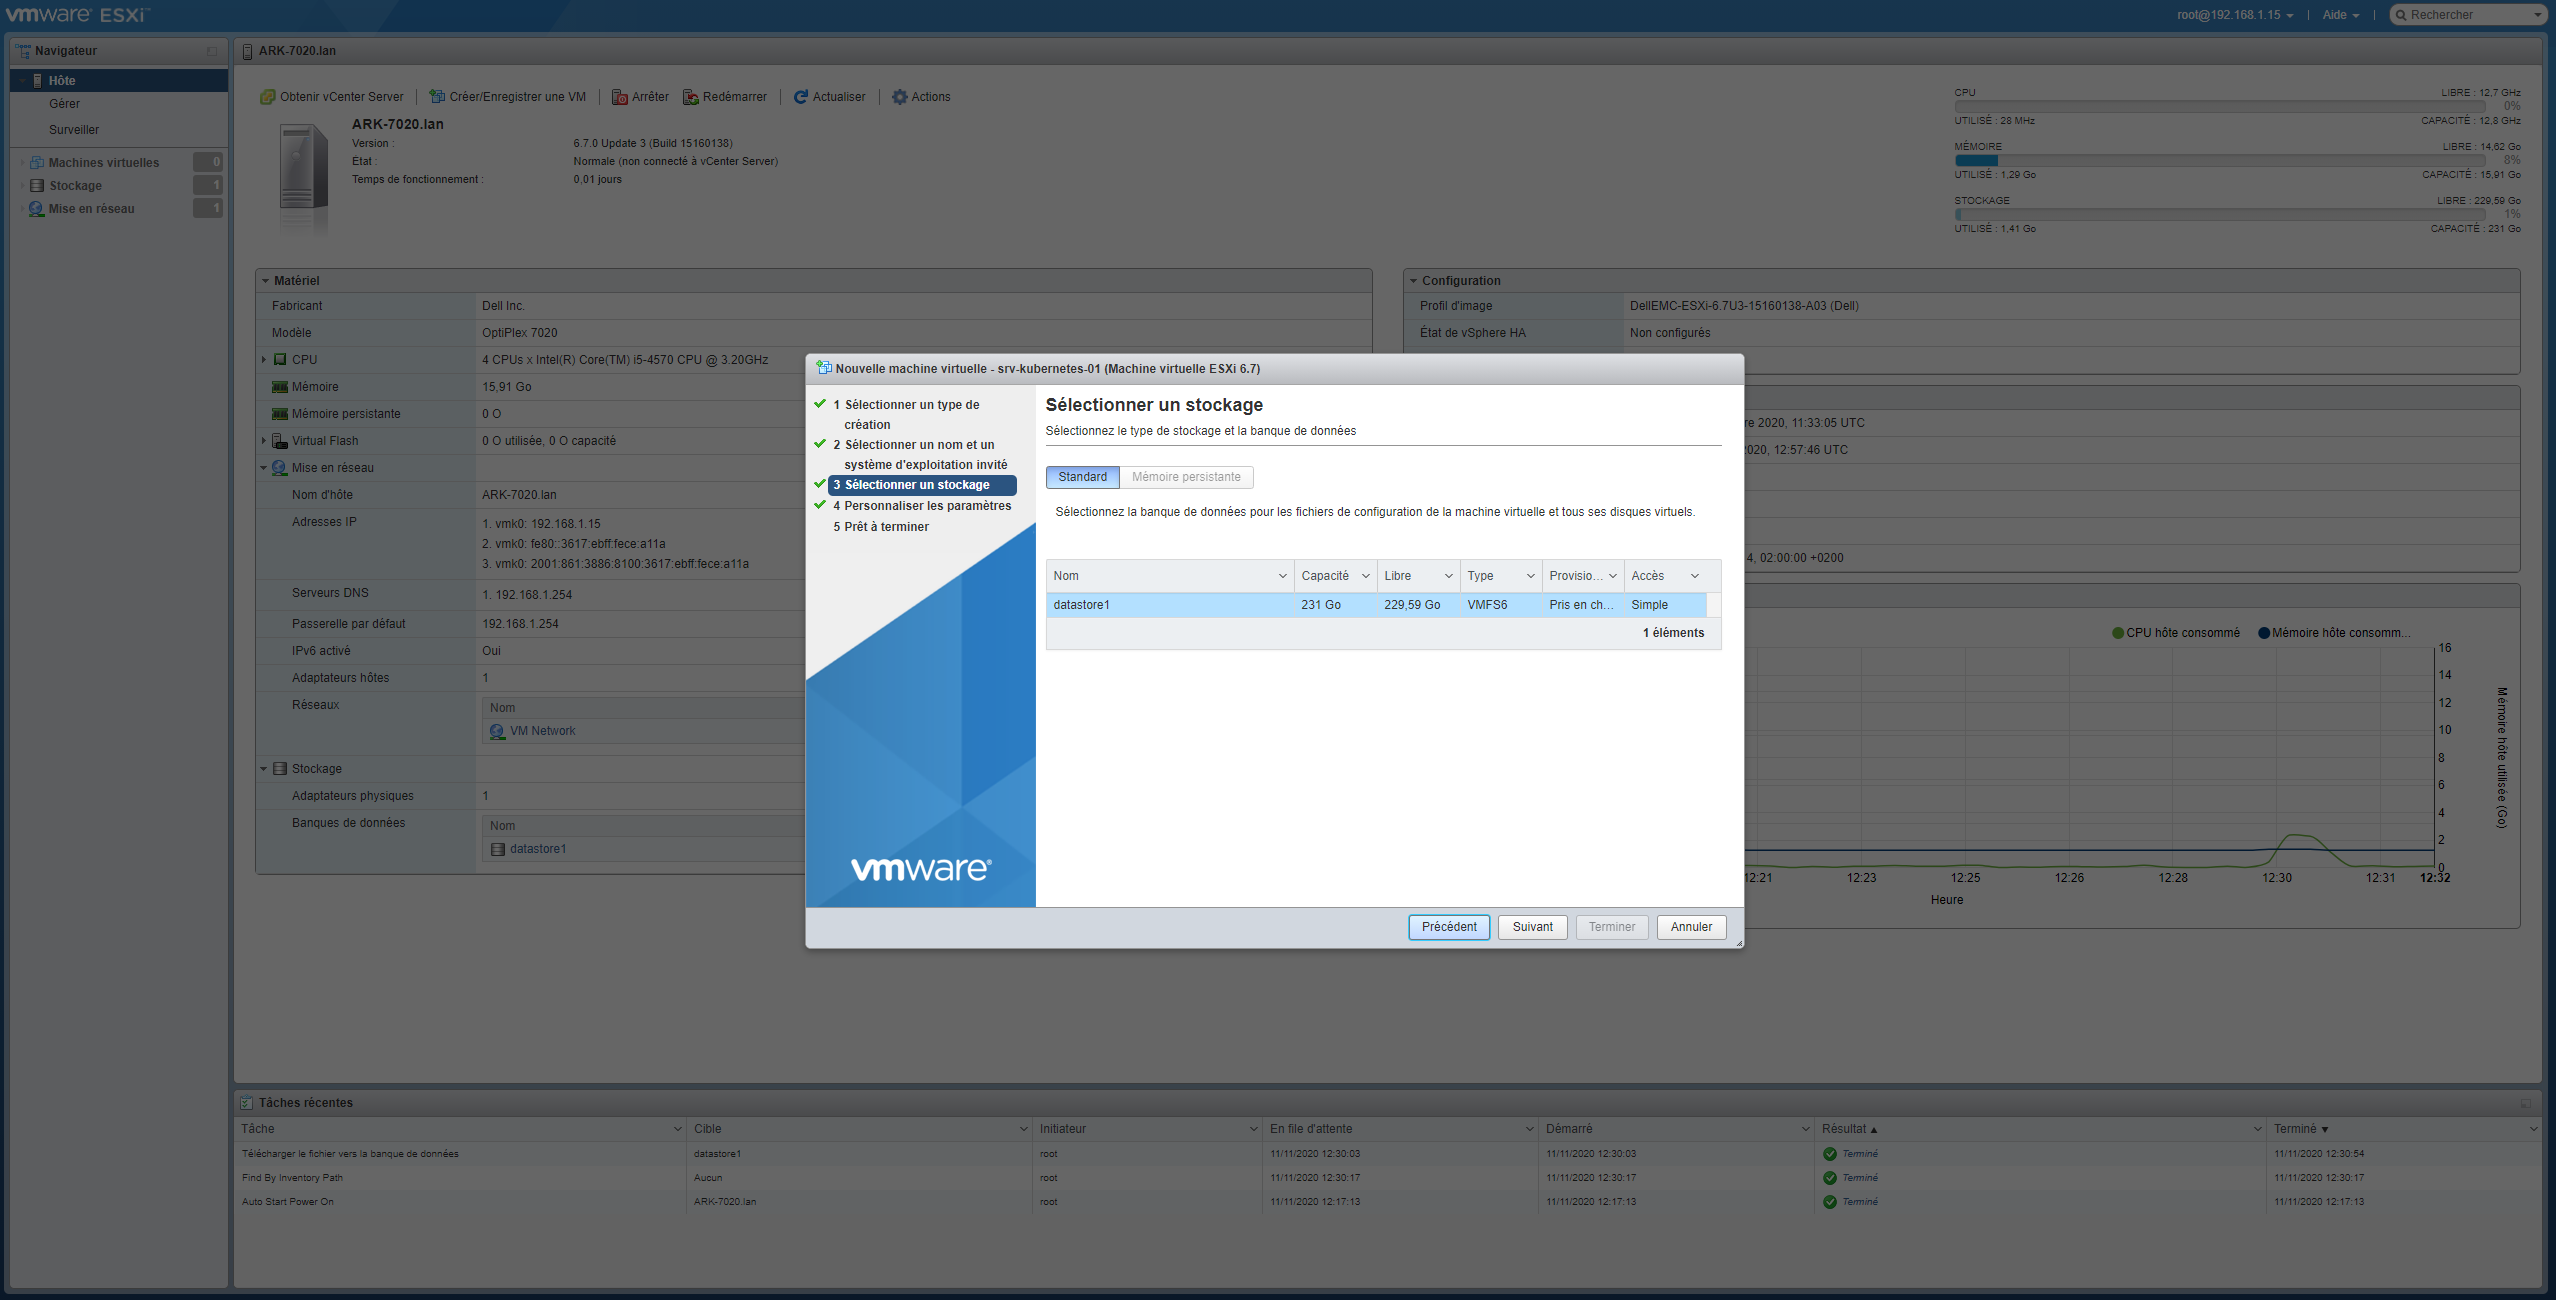 vmware ESXi™
root@192.168.1.15 | Aide | Rechercher
Navigateur
Hôte
Gérer
Surveiller
Machines virtuelles 0
Stockage 1
Mise en réseau 1
ARK-7020.lan
Obtenir vCenter Server | Créer/Enregistrer une VM | Arrêter Redémarrer | Actualiser | Actions
ARK-7020.lan
Version : 6.7.0 Update 3 (Build 15160138)
État : Normale (non connecté à vCenter Server)
Temps de fonctionnement : 0,01 jours
CPU LIBRE : 12,7 GHz
0%
UTILISÉ : 28 MHz CAPACITÉ : 12,8 GHz
MÉMOIRE LIBRE : 14,62 Go
8%
UTILISÉ : 1,29 Go CAPACITÉ : 15,91 Go
STOCKAGE LIBRE : 229,59 Go
1%
UTILISÉ : 1,41 Go CAPACITÉ : 231 Go
Matériel
Fabricant Dell Inc.
Modèle OptiPlex 7020
CPU 4 CPUs x Intel(R) Core(TM) i5-4570 CPU @ 3.20GHz
Mémoire 15,91 Go
Mémoire persistante 0 O
Virtual Flash 0 O utilisée, 0 O capacité
Mise en réseau
Nom d'hôte ARK-7020.lan
Adresses IP 1. vmk0: 192.168.1.15
2. vmk0: fe80::3617:ebff:fece:a11a
3. vmk0: 2001:861:3886:8100:3617:ebff:fece:a11a
Serveurs DNS 1. 192.168.1.254
Passerelle par défaut 192.168.1.254
IPv6 activé Oui
Adaptateurs hôtes 1
Réseaux Nom
VM Network
Stockage
Adaptateurs physiques 1
Banques de données Nom
datastore1
Configuration
Profil d'image DellEMC-ESXi-6.7U3-15160138-A03 (Dell)
État de vSphere HA Non configurés
re 2020, 11:33:05 UTC
020, 12:57:46 UTC
4, 02:00:00 +0200
CPU hôte consommé Mémoire hôte consomm...
16
14
12
10
8
6
4
2
0
Mémoire hôte utilisée (Go)
12:21 12:23 12:25 12:26 12:28 12:30 12:31 12:32
Heure
Nouvelle machine virtuelle - srv-kubernetes-01 (Machine virtuelle ESXi 6.7)
1 Sélectionner un type de
création
2 Sélectionner un nom et un
système d'exploitation invité
3 Sélectionner un stockage
4 Personnaliser les paramètres
5 Prêt à terminer
vmware®
Sélectionner un stockage
Sélectionnez le type de stockage et la banque de données
Standard Mémoire persistante
Sélectionnez la banque de données pour les fichiers de configuration de la machine virtuelle et tous ses disques virtuels.
Nom Capacité Libre Type Provisio... Accès
datastore1 231 Go 229,59 Go VMFS6 Pris en ch... Simple
1 éléments
Précédent Suivant Terminer Annuler
Tâches récentes
Tâche Cible Initiateur En file d'attente Démarré Résultat ▲ Terminé ▼
Télécharger le fichier vers la banque de données datastore1 root 11/11/2020 12:30:03 11/11/2020 12:30:03 Terminé 11/11/2020 12:30:54
Find By Inventory Path Aucun root 11/11/2020 12:30:17 11/11/2020 12:30:17 Terminé 11/11/2020 12:30:17
Auto Start Power On ARK-7020.lan root 11/11/2020 12:17:13 11/11/2020 12:17:13 Terminé 11/11/2020 12:17:13